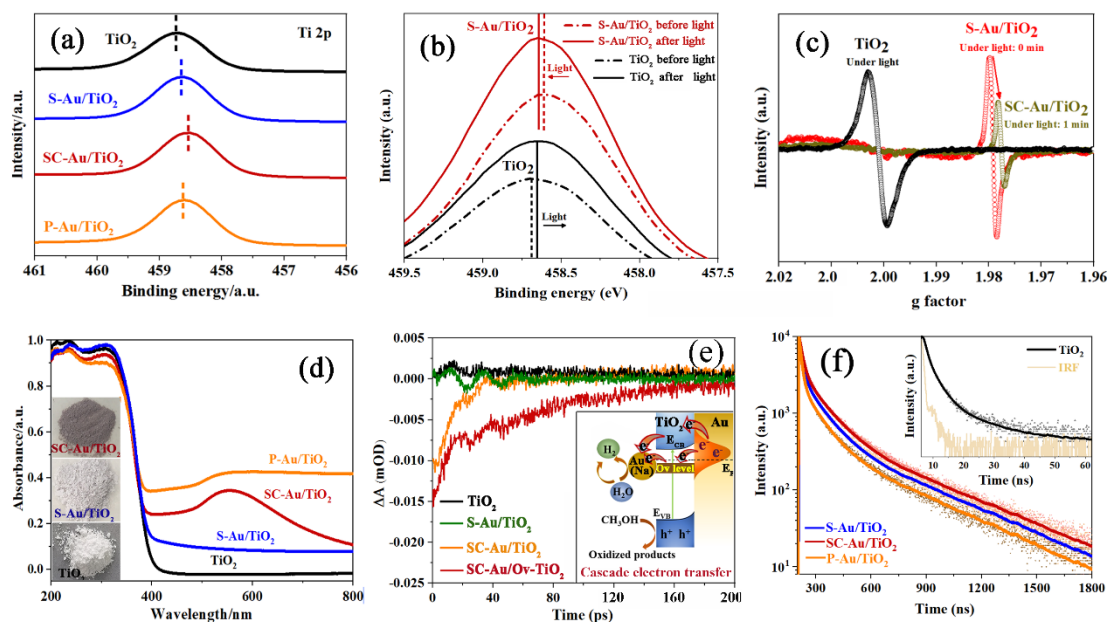 (a)
TiO2
Ti 2p
S-Au/TiO2
SC-Au/TiO2
P-Au/TiO2
Intensity/a.u.
461 460 459 458 457 456
Binding energy/a.u.
(b)
S-Au/TiO2
S-Au/TiO2 before light
S-Au/TiO2 after light
TiO2 before light
TiO2 after light
Light
TiO2
Light
Intensity (a.u.)
459.5 459.0 458.5 458.0 457.5
Binding energy (eV)
(c)
TiO2
Under light
S-Au/TiO2
Under light: 0 min
SC-Au/TiO2
Under light: 1 min
Intensity (a.u.)
2.02 2.0 2.00 1.99 1.98 1.97 1.96
g factor
(d)
1.0
0.8
0.6
0.4
0.2
0.0
Absorbance/a.u.
SC-Au/TiO2
S-Au/TiO2
TiO2
P-Au/TiO2
SC-Au/TiO2
S-Au/TiO2
TiO2
200 300 400 500 600 700 800
Wavelength/nm
(e)
0.005
0.000
-0.005
-0.010
-0.015
-0.020
-0.025
ΔA (mOD)
TiO2
S-Au/TiO2
SC-Au/TiO2
SC-Au/Ov-TiO2
TiO2 e- Au
ECB
e- e- e- e-
H2
Au
(Na)
Ov level
H2O
EVB
CH3OH
h+ h+
Oxidized products
Cascade electron transfer
0 40 80 120 160 200
Time (ps)
(f)
10^4
10^3
10^2
10^1
Intensity (a.u.)
TiO2
IRF
Intensity (a.u.)
10 20 30 40 50 60
Time (ns)
S-Au/TiO2
SC-Au/TiO2
P-Au/TiO2
300 600 900 1200 1500 1800
Time (ns)